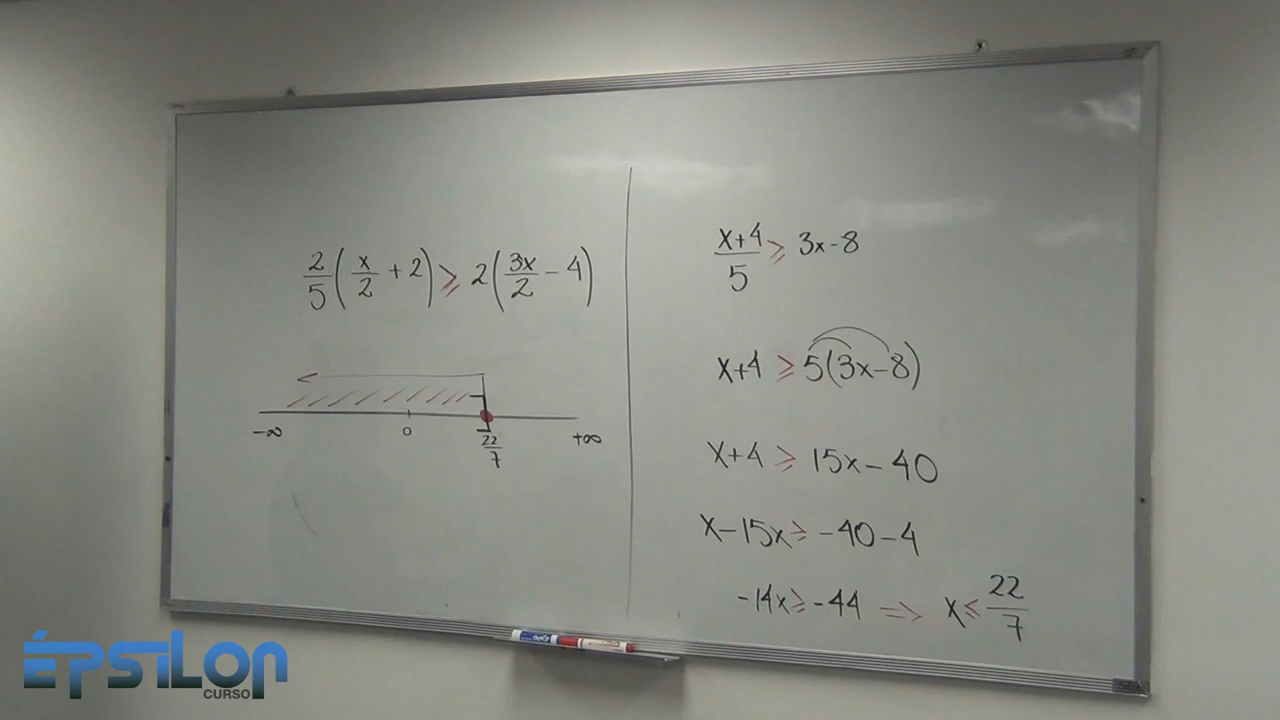 2/5 ( x/2 + 2 ) ≥ 2 ( 3x/2 - 4 )
-∞ 0 22/7 +∞
x+4/5 ≥ 3x-8
x+4 ≥ 5(3x-8)
x+4 ≥ 15x-40
x-15x ≥ -40-4
-14x ≥ -44 => x ≤ 22/7
ÉPSILON
CURSO